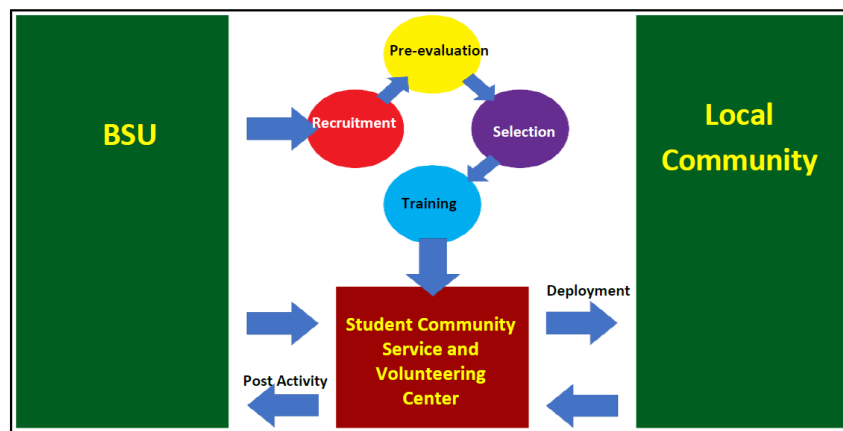 Pre-evaluation
BSU
Recruitment
Selection
Local
Community
Training
Deployment
Student Community
Service and
Volunteering
Center
Post Activity